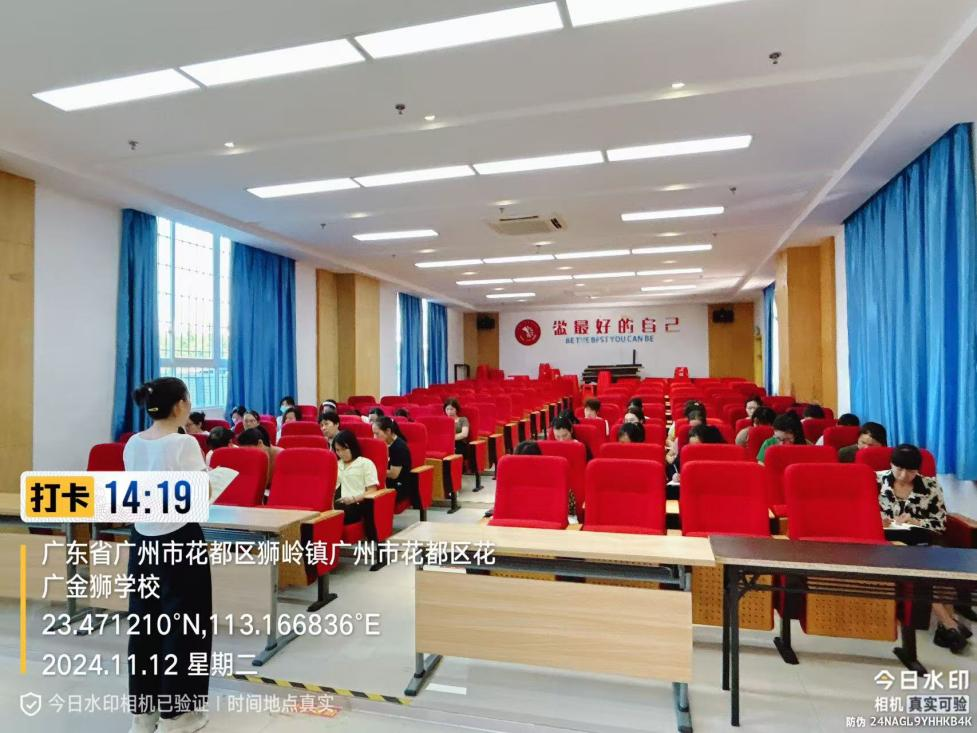 做最好的自己
BE THE BEST YOU CAN BE
打卡 14:19
广东省广州市花都区狮岭镇广州市花都区花
广金狮学校
23.471210°N,113.166836°E
2024.11.12 星期二
今日水印相机已验证 | 时间地点真实
今日水印
相机 真实可验
防伪 24NAGL9YHHKB4K